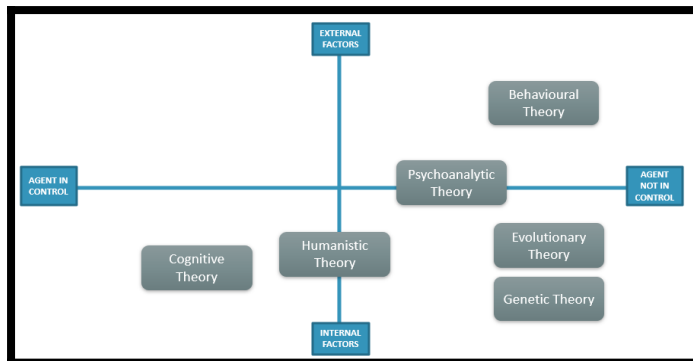 EXTERNAL
FACTORS
Behavioural
Theory
AGENT IN
CONTROL
Psychoanalytic
Theory
AGENT
NOT IN
CONTROL
Cognitive
Theory
Humanistic
Theory
Evolutionary
Theory
Genetic Theory
INTERNAL
FACTORS